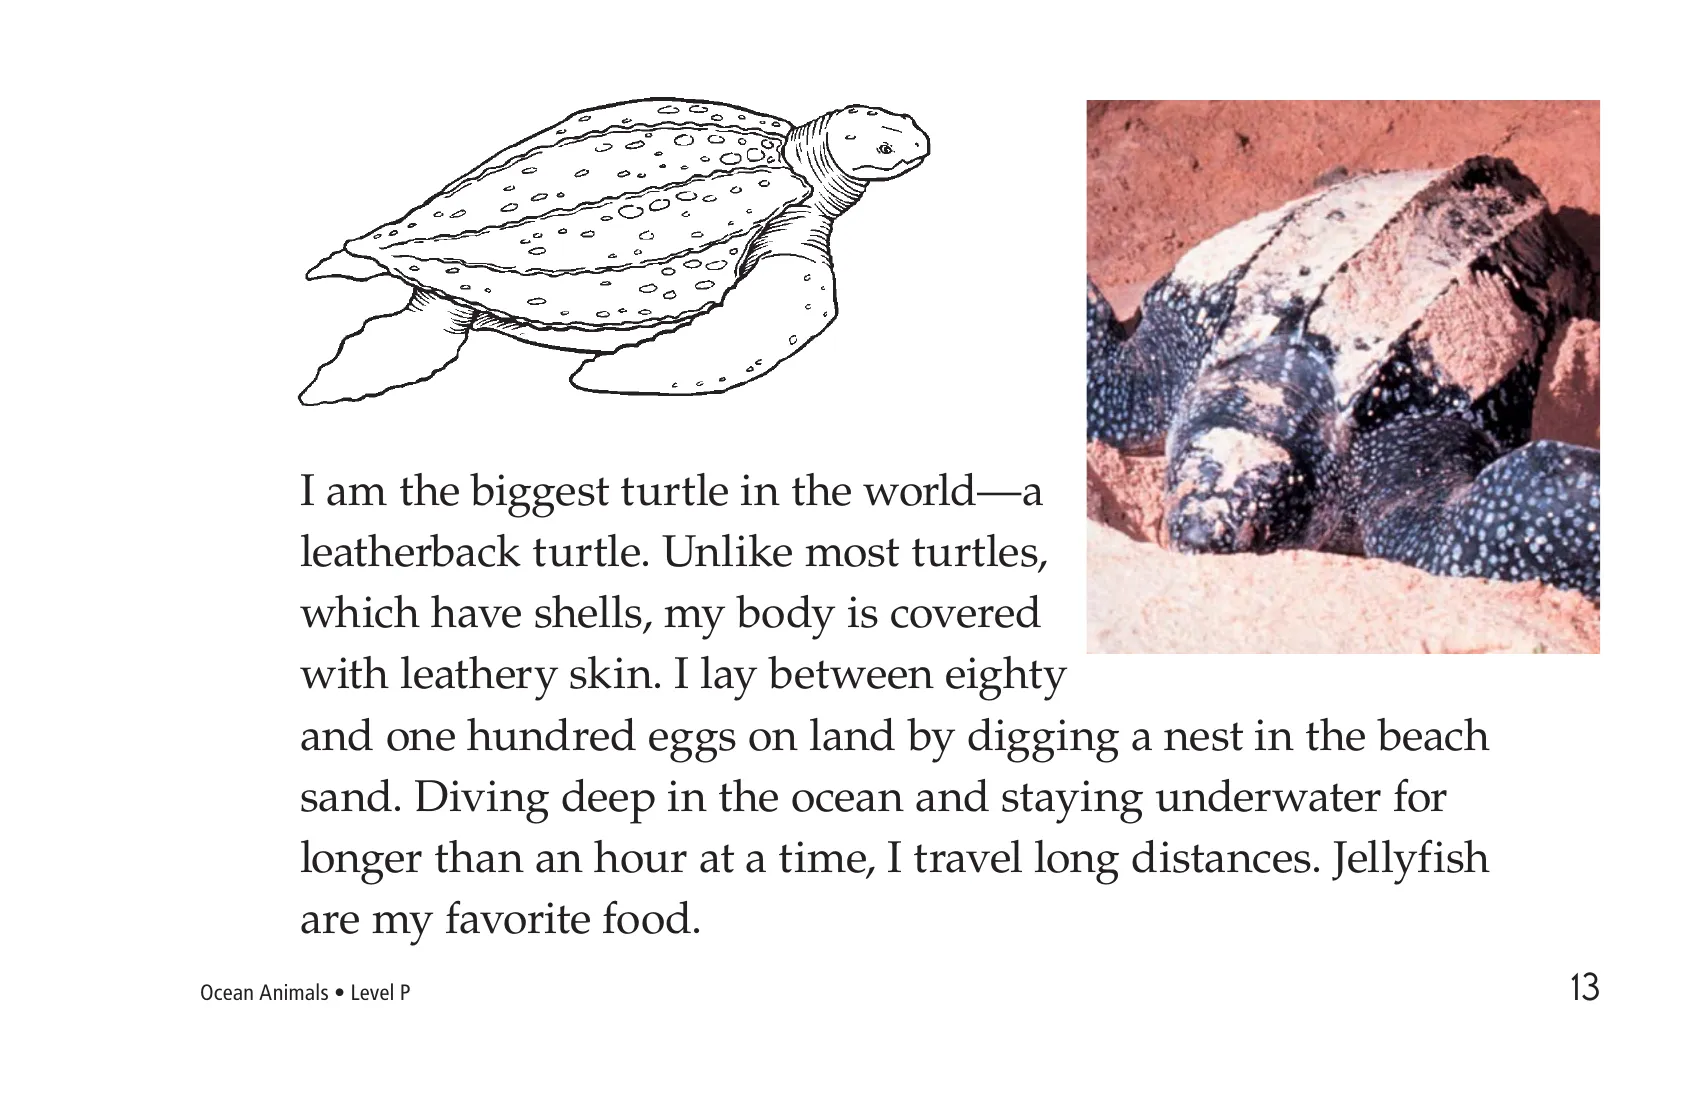 I am the biggest turtle in the world—a
leatherback turtle. Unlike most turtles,
which have shells, my body is covered
with leathery skin. I lay between eighty
and one hundred eggs on land by digging a nest in the beach
sand. Diving deep in the ocean and staying underwater for
longer than an hour at a time, I travel long distances. Jellyfish
are my favorite food.
Ocean Animals • Level P
13